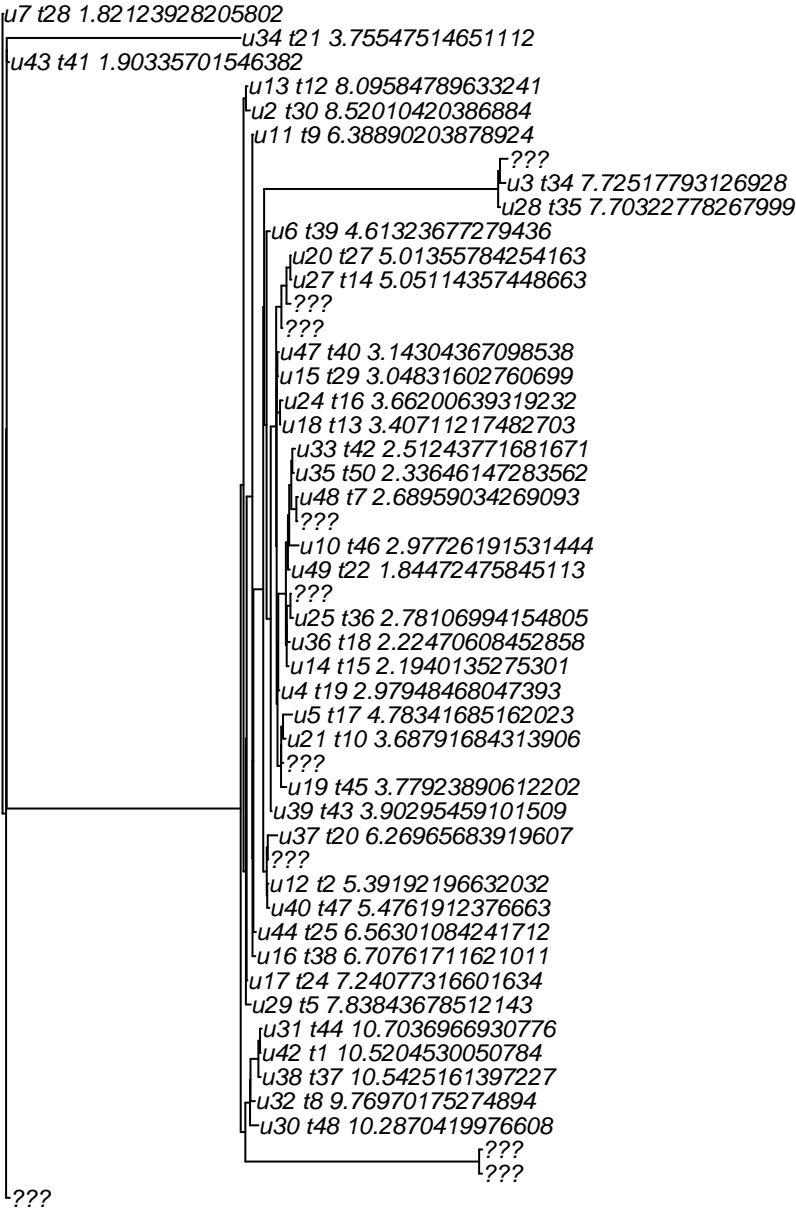 u7 t28 1.82123928205802
u34 t21 3.75547514651112
u43 t41 1.90335701546382
u13 t12 8.09584789633241
u2 t30 8.52010420386884
u11 t9 6.38890203878924
???
u3 t34 7.72517793126928
u28 t35 7.70322778267999
u6 t39 4.61323677279436
u20 t27 5.01355784254163
u27 t14 5.05114357448663
???
???
u47 t40 3.14304367098538
u15 t29 3.04831602760699
u24 t16 3.66200639319232
u18 t13 3.40711217482703
u33 t42 2.51243771681671
u35 t50 2.33646147283562
u48 t7 2.68959034269093
???
u10 t46 2.97726191531444
u49 t22 1.84472475845113
???
u25 t36 2.78106994154805
u36 t18 2.22470608452858
u14 t15 2.1940135275301
u4 t19 2.97948468047393
u5 t17 4.78341685162023
u21 t10 3.68791684313906
???
u19 t45 3.77923890612202
u39 t43 3.90295459101509
u37 t20 6.26965683919607
???
u12 t2 5.39192196632032
u40 t47 5.4761912376663
u44 t25 6.56301084241712
u16 t38 6.70761711621011
u17 t24 7.24077316601634
u29 t5 7.83843678512143
u31 t44 10.7036966930776
u42 t1 10.5204530050784
u38 t37 10.5425161397227
u32 t8 9.76970175274894
u30 t48 10.2870419976608
???
???
???